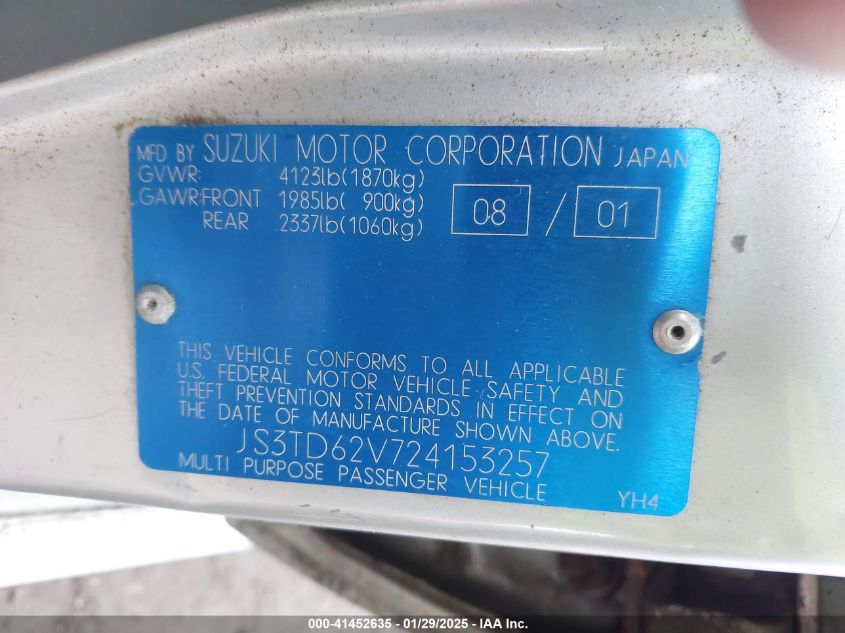 MFD BY SUZUKI MOTOR CORPORATION JAPAN
GVWR: 4123lb(1870kg)
GAWR:FRONT 1985lb( 900kg)
REAR 2337lb(1060kg)
08 / 01
THIS VEHICLE CONFORMS TO ALL APPLICABLE
U.S. FEDERAL MOTOR VEHICLE SAFETY AND
THEFT PREVENTION STANDARDS IN EFFECT ON
THE DATE OF MANUFACTURE SHOWN ABOVE.
JS3TD62V724153257
MULTI PURPOSE PASSENGER VEHICLE
YH4
000-41452635 - 01/29/2025 - IAA Inc.